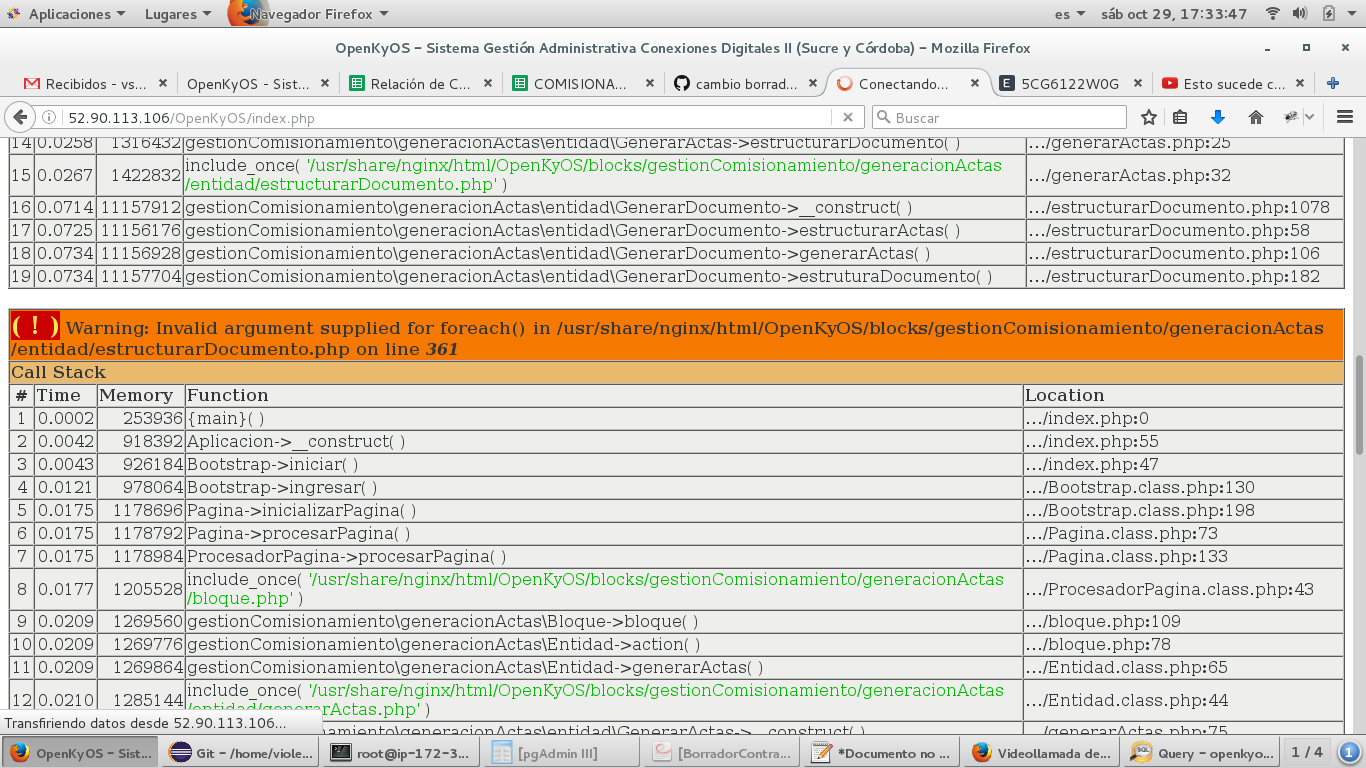 Aplicaciones Lugares Navegador Firefox es sáb oct 29, 17:33:47
OpenKyOS - Sistema Gestión Administrativa Conexiones Digitales II (Sucre y Córdoba) - Mozilla Firefox
Recibidos - vs... OpenKyOS - Sist... Relación de C... COMISIONA... cambio borrad... Conectando... 5CG6122W0G Esto sucede c...
52.90.113.106/OpenKyOS/index.php Buscar
14 0.0258 1316432 gestionComisionamiento\generacionActas\entidad\GenerarActas->estructurarDocumento( ) .../generarActas.php:25
15 0.0267 1422832 include_once( '/usr/share/nginx/html/OpenKyOS/blocks/gestionComisionamiento/generacionActas
/entidad/estructurarDocumento.php' ) .../generarActas.php:32
16 0.0714 11157912 gestionComisionamiento\generacionActas\entidad\GenerarDocumento->__construct( ) .../estructurarDocumento.php:1078
17 0.0725 11156176 gestionComisionamiento\generacionActas\entidad\GenerarDocumento->estructurarActas( ) .../estructurarDocumento.php:58
18 0.0734 11156928 gestionComisionamiento\generacionActas\entidad\GenerarDocumento->generarActas( ) .../estructurarDocumento.php:106
19 0.0734 11157704 gestionComisionamiento\generacionActas\entidad\GenerarDocumento->estruturaDocumento( ) .../estructurarDocumento.php:182
( ! ) Warning: Invalid argument supplied for foreach() in /usr/share/nginx/html/OpenKyOS/blocks/gestionComisionamiento/generacionActas
/entidad/estructurarDocumento.php on line 361
Call Stack
# Time Memory Function Location
1 0.0002 253936 {main}( ) .../index.php:0
2 0.0042 918392 Aplicacion->__construct( ) .../index.php:55
3 0.0043 926184 Bootstrap->iniciar( ) .../index.php:47
4 0.0121 978064 Bootstrap->ingresar( ) .../Bootstrap.class.php:130
5 0.0175 1178696 Pagina->inicializarPagina( ) .../Bootstrap.class.php:198
6 0.0175 1178792 Pagina->procesarPagina( ) .../Pagina.class.php:73
7 0.0175 1178984 ProcesadorPagina->procesarPagina( ) .../Pagina.class.php:133
8 0.0177 1205528 include_once( '/usr/share/nginx/html/OpenKyOS/blocks/gestionComisionamiento/generacionActas
/bloque.php' ) .../ProcesadorPagina.class.php:43
9 0.0209 1269560 gestionComisionamiento\generacionActas\Bloque->bloque( ) .../bloque.php:109
10 0.0209 1269776 gestionComisionamiento\generacionActas\Entidad->action( ) .../bloque.php:78
11 0.0209 1269864 gestionComisionamiento\generacionActas\Entidad->generarActas( ) .../Entidad.class.php:65
12 0.0210 1285144 include_once( '/usr/share/nginx/html/OpenKyOS/blocks/gestionComisionamiento/generacionActas
/entidad/generarActas.php' ) .../Entidad.class.php:44
Transfiriendo datos desde 52.90.113.106...
namiento\generacionActas\entidad\GenerarActas->__construct( ) .../generarActas.php:75
OpenKyOS - Sist... Git - /home/viole... root@ip-172-3... [pgAdmin III] [BorradorContra... *Documento no ... Videollamada de... Query - openkyo... 1 / 4 1